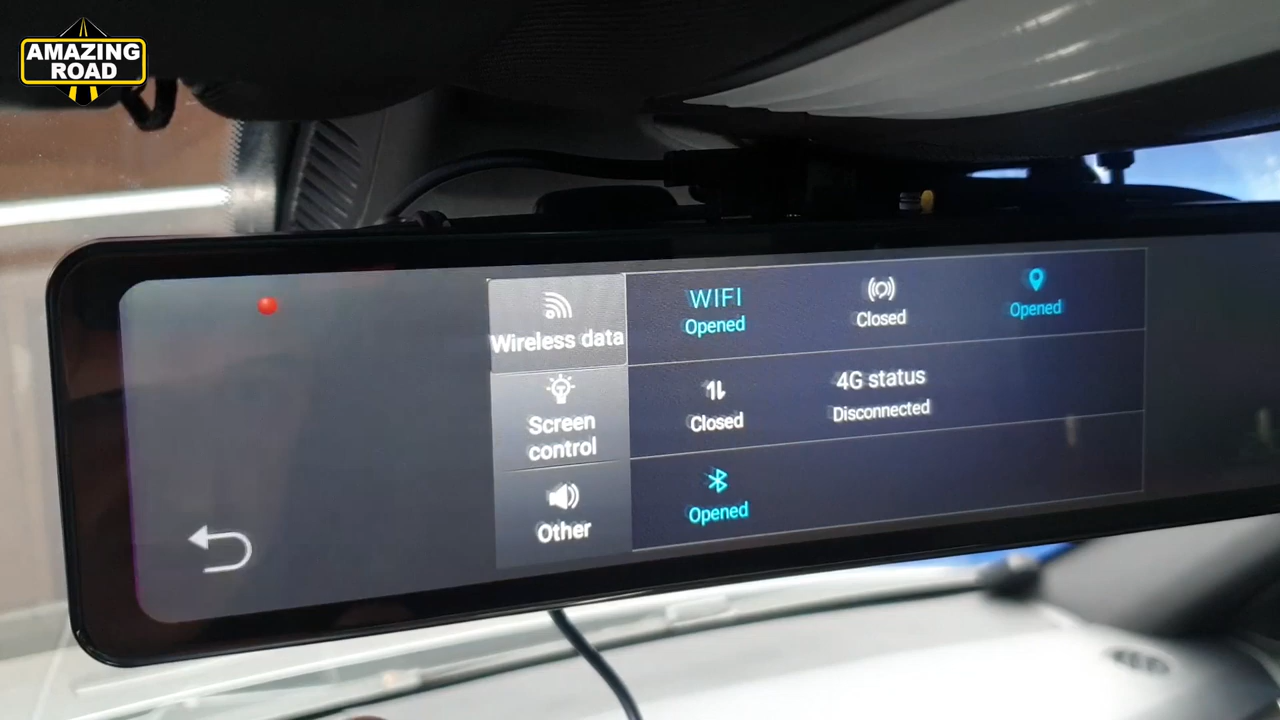 AMAZING
ROAD
Wireless data
WIFI
Opened
Closed
Opened
Screen
control
Closed
4G status
Disconnected
Other
Opened